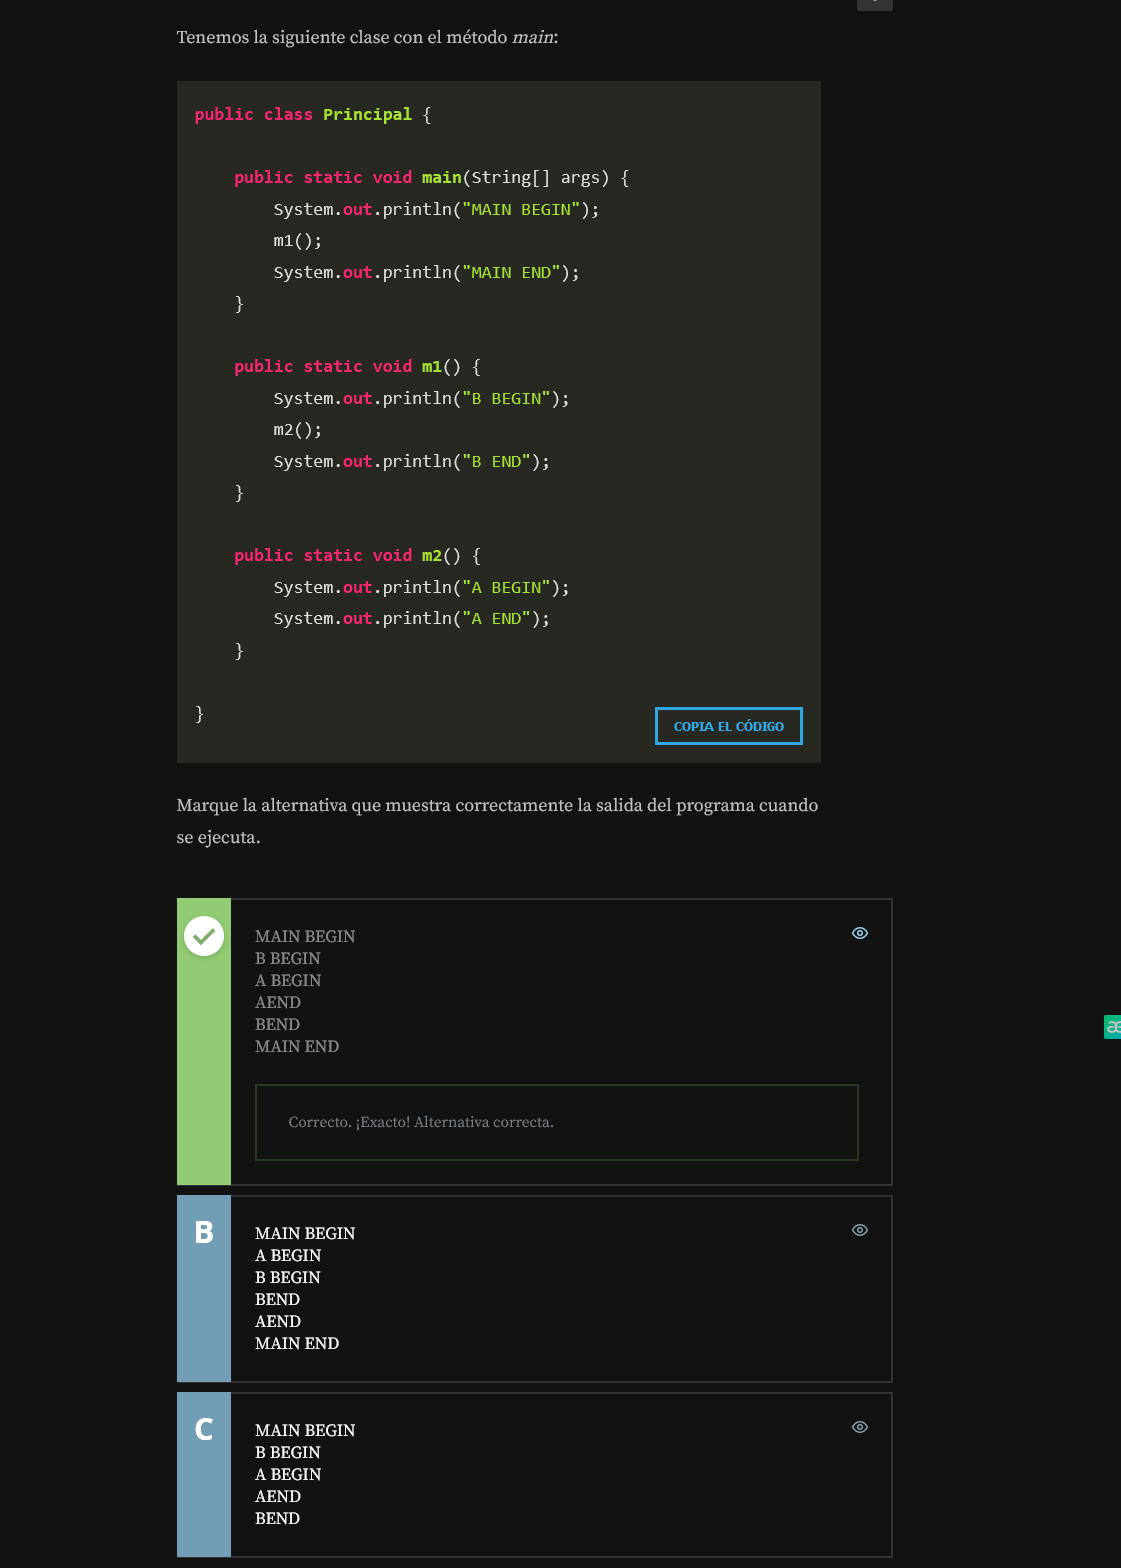 Tenemos la siguiente clase con el método main:
public class Principal {
public static void main(String[] args) {
System.out.println("MAIN BEGIN");
m1();
System.out.println("MAIN END");
}
public static void m1() {
System.out.println("B BEGIN");
m2();
System.out.println("B END");
}
public static void m2() {
System.out.println("A BEGIN");
System.out.println("A END");
}
}
COPIA EL CÓDIGO
Marque la alternativa que muestra correctamente la salida del programa cuando
se ejecuta.
MAIN BEGIN
B BEGIN
A BEGIN
AEND
BEND
MAIN END
Correcto. ¡Exacto! Alternativa correcta.
B
MAIN BEGIN
A BEGIN
B BEGIN
BEND
AEND
MAIN END
C
MAIN BEGIN
B BEGIN
A BEGIN
AEND
BEND
æ